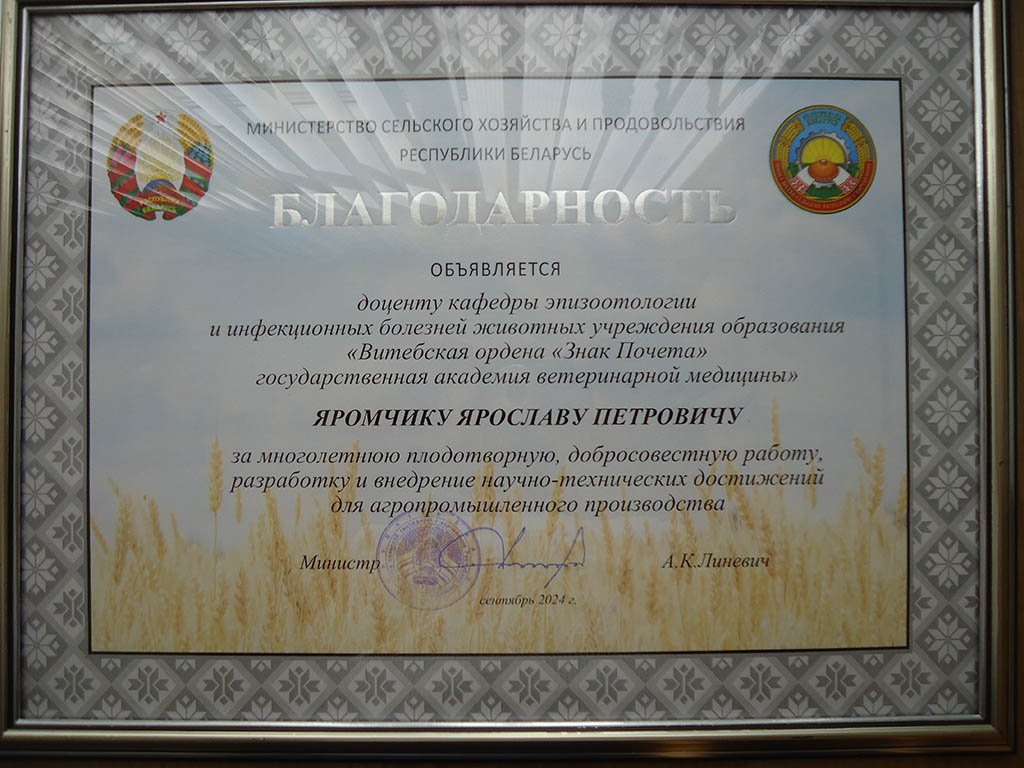 МИНИСТЕРСТВО СЕЛЬСКОГО ХОЗЯЙСТВА И ПРОДОВОЛЬСТВИЯ
РЕСПУБЛИКИ БЕЛАРУСЬ
БЛАГОДАРНОСТЬ
ОБЪЯВЛЯЕТСЯ
доценту кафедры эпизоотологии
и инфекционных болезней животных учреждения образования
«Витебская ордена «Знак Почета»
государственная академия ветеринарной медицины»
ЯРОМЧИКУ ЯРОСЛАВУ ПЕТРОВИЧУ
за многолетнюю плодотворную, добросовестную работу,
разработку и внедрение научно-технических достижений
для агропромышленного производства
Министр А.К.Линевич
сентябрь 2024 г.
РЭСПУБЛІКА
БЕЛАРУСЬ